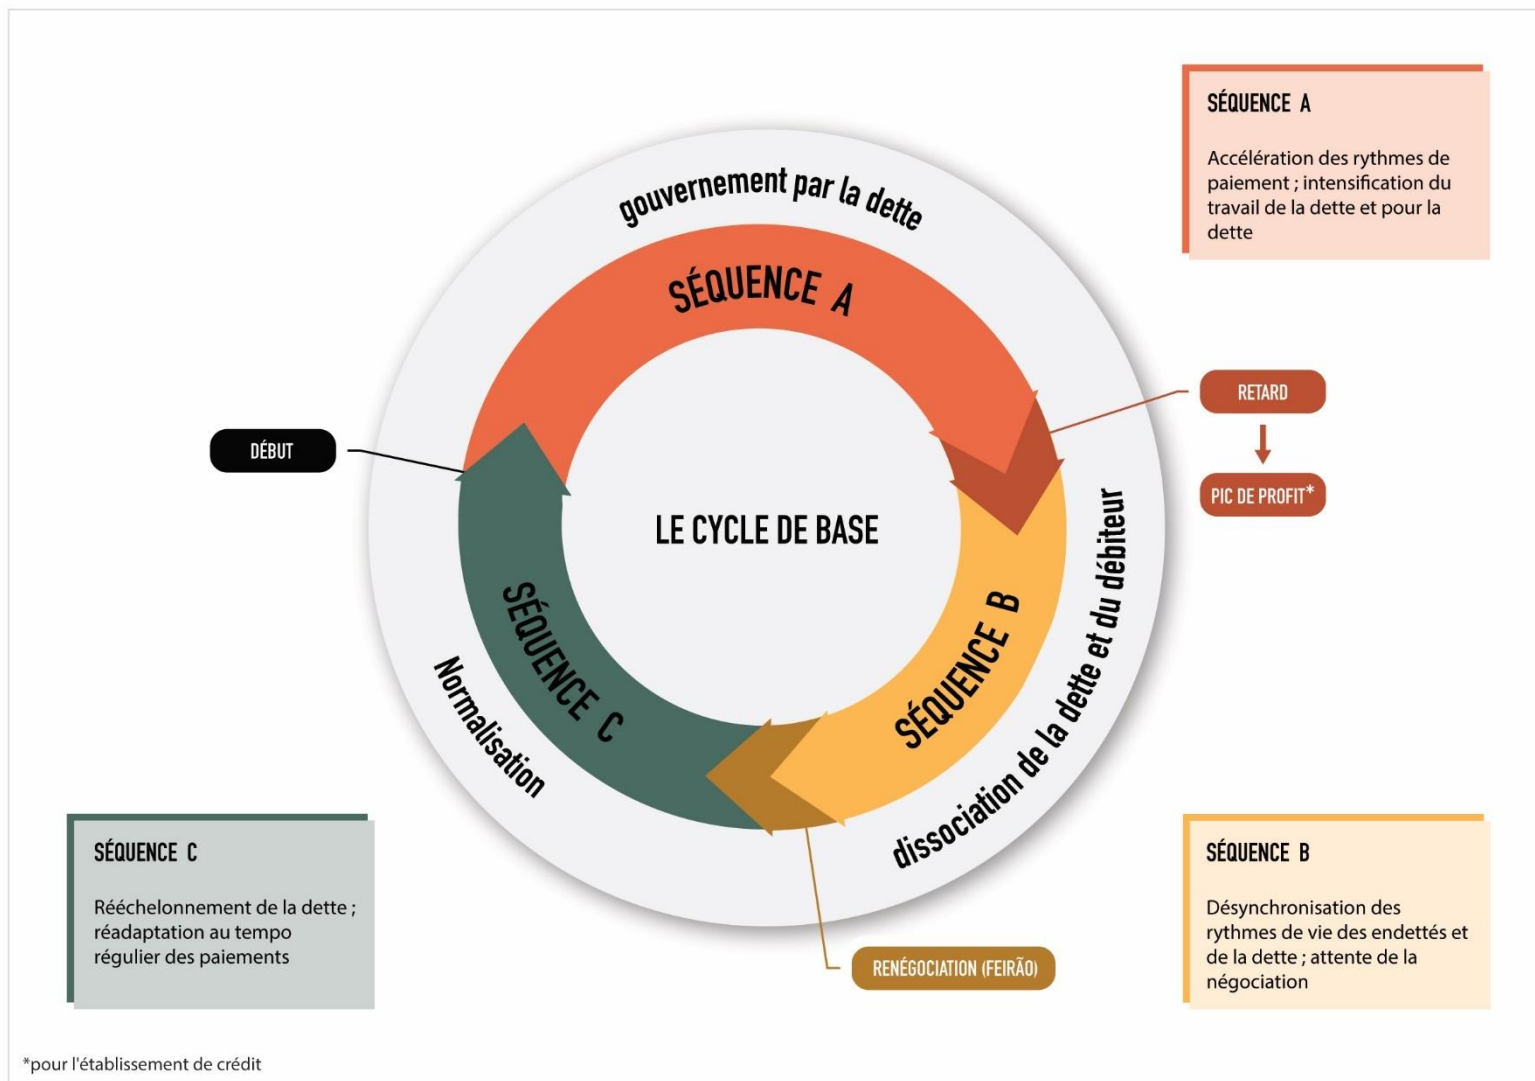 SÉQUENCE A
Accélération des rythmes de
paiement ; intensification du
travail de la dette et pour la
dette
gouvernement par la dette
SÉQUENCE A
RETARD
DÉBUT
PIC DE PROFIT*
LE CYCLE DE BASE
SÉQUENCE B
dissociation de la dette et du débiteur
SÉQUENCE C
Normalisation
SÉQUENCE C
Rééchelonnement de la dette ;
réadaptation au tempo
régulier des paiements
RENÉGOCIATION (FEIRÃO)
SÉQUENCE B
Désynchronisation des
rythmes de vie des endettés et
de la dette ; attente de la
négociation
*pour l'établissement de crédit